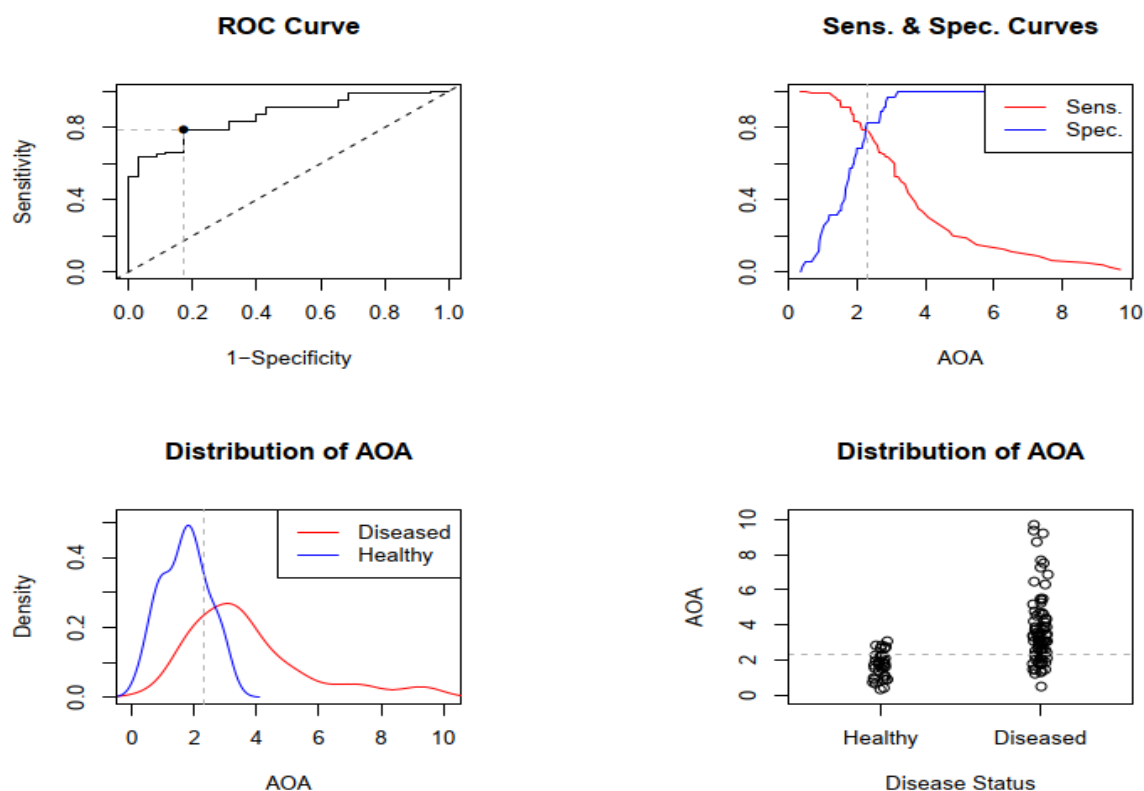 ROC Curve
Sensitivity
0.0 0.4 0.8
0.0 0.2 0.4 0.6 0.8 1.0
1−Specificity
Sens. & Spec. Curves
0.0 0.4 0.8
Sens.
Spec.
0 2 4 6 8 10
AOA
Distribution of AOA
Density
0.0 0.2 0.4
Diseased
Healthy
0 2 4 6 8 10
AOA
Distribution of AOA
AOA
0 2 4 6 8 10
Healthy Diseased
Disease Status